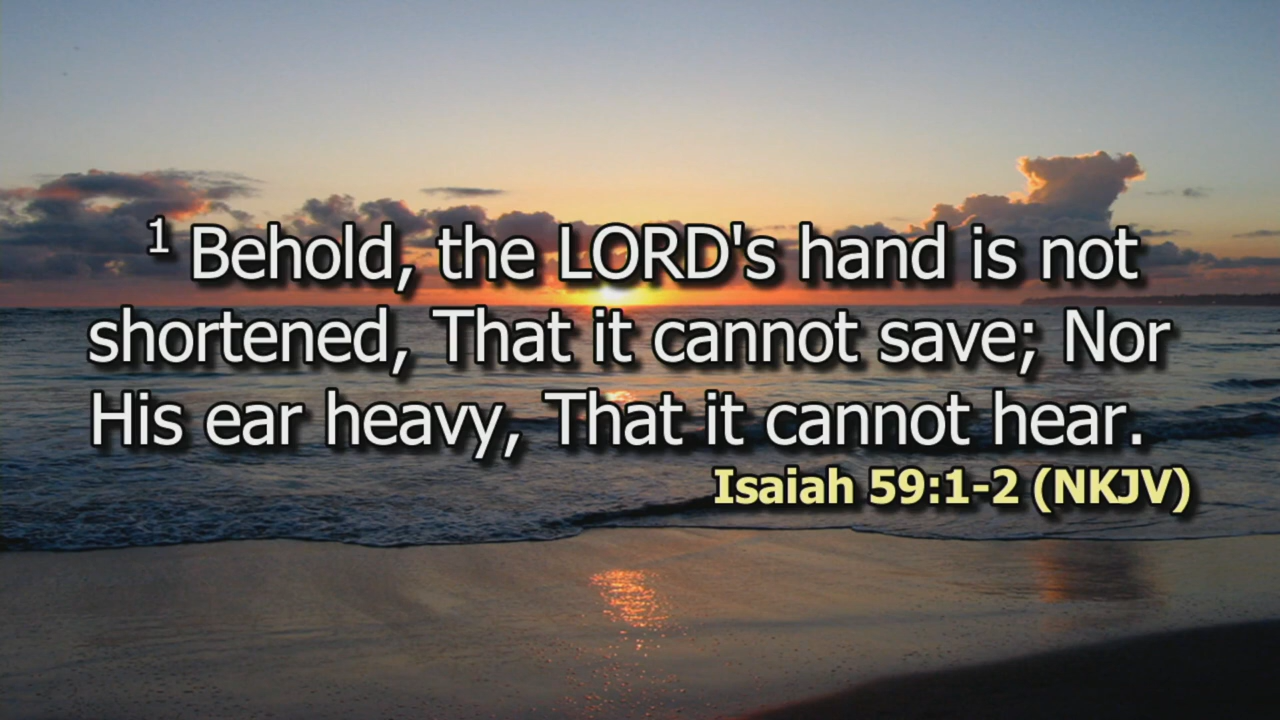 1 Behold, the LORD's hand is not
shortened, That it cannot save; Nor
His ear heavy, That it cannot hear.
Isaiah 59:1-2 (NKJV)